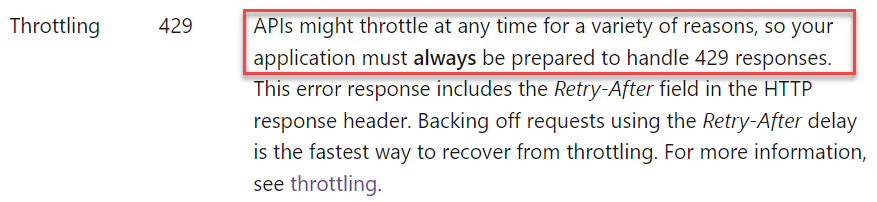 Throttling 429 APIs might throttle at any time for a variety of reasons, so your
application must always be prepared to handle 429 responses.
This error response includes the Retry-After field in the HTTP
response header. Backing off requests using the Retry-After delay
is the fastest way to recover from throttling. For more information,
see throttling.